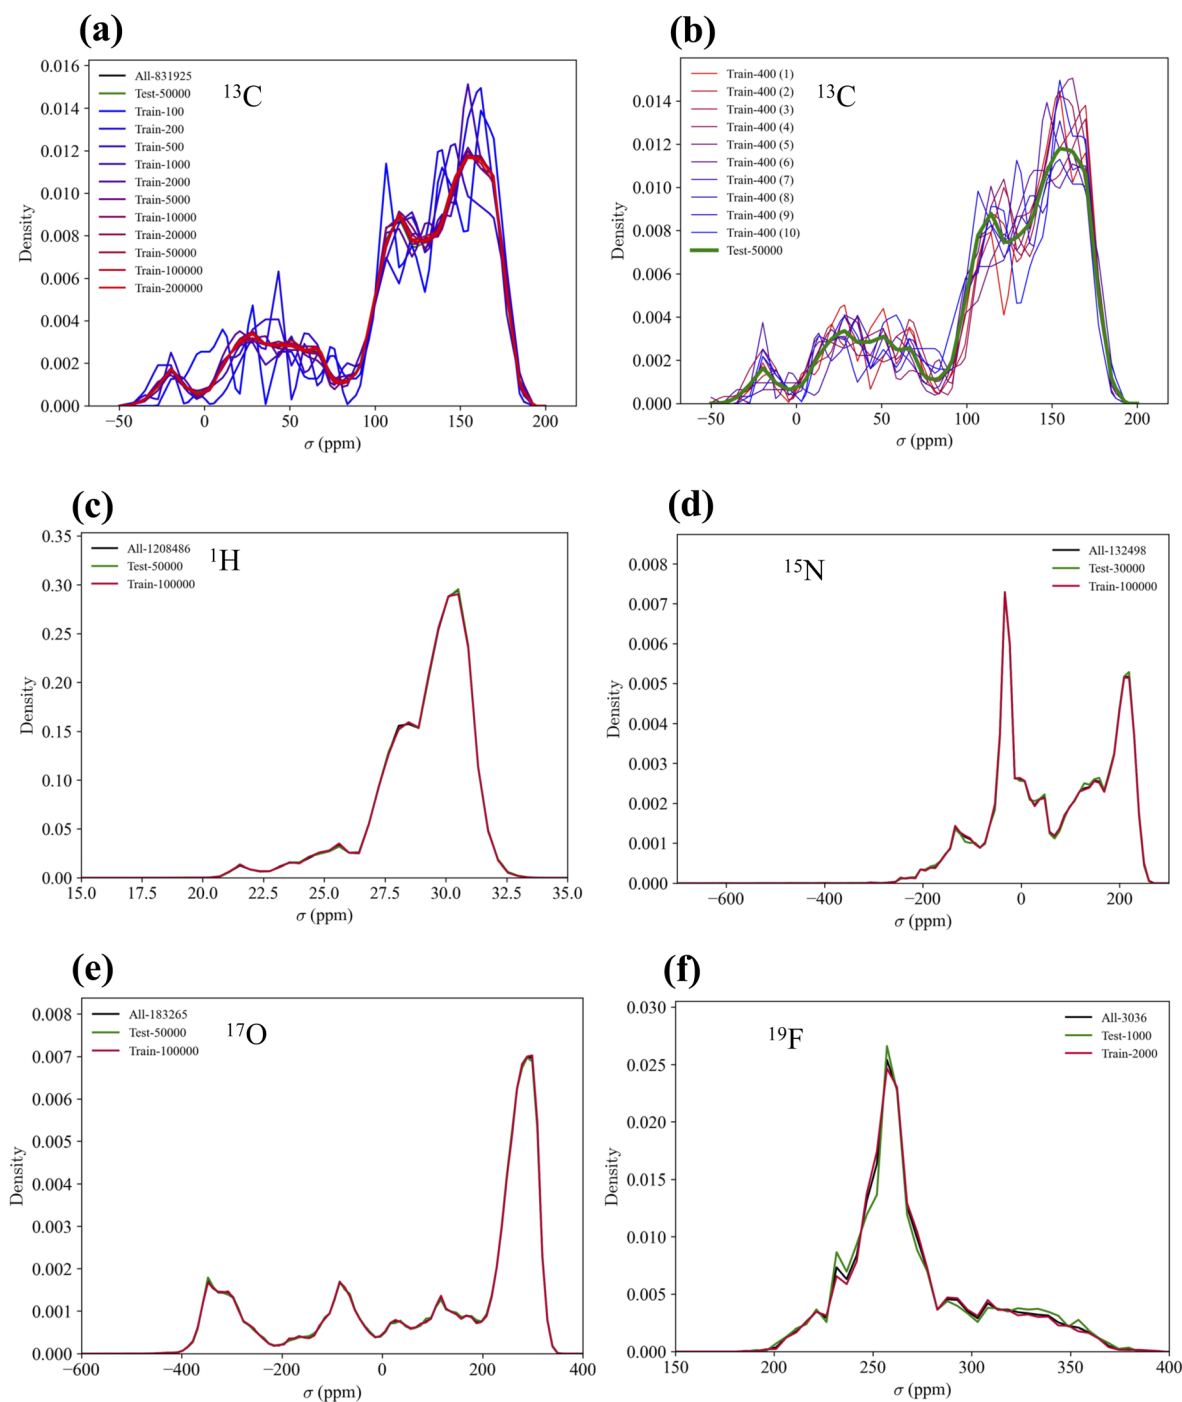 (a)
0.016
0.014
0.012
0.010
0.008
0.006
0.004
0.002
0.000
Density
All-831925
Test-50000
Train-100
Train-200
Train-500
Train-1000
Train-2000
Train-5000
Train-10000
Train-20000
Train-50000
Train-100000
Train-200000
¹³C
−50 0 50 100 150 200
σ (ppm)
(b)
0.014
0.012
0.010
0.008
0.006
0.004
0.002
0.000
Density
Train-400 (1)
Train-400 (2)
Train-400 (3)
Train-400 (4)
Train-400 (5)
Train-400 (6)
Train-400 (7)
Train-400 (8)
Train-400 (9)
Train-400 (10)
Test-50000
¹³C
−50 0 50 100 150 200
σ (ppm)
(c)
0.35
0.30
0.25
0.20
0.15
0.10
0.05
0.00
Density
All-1208486
Test-50000
Train-100000
¹H
15.0 17.5 20.0 22.5 25.0 27.5 30.0 32.5 35.0
σ (ppm)
(d)
0.008
0.007
0.006
0.005
0.004
0.003
0.002
0.001
0.000
Density
¹⁵N
All-132498
Test-30000
Train-100000
−600 −400 −200 0 200
σ (ppm)
(e)
0.008
0.007
0.006
0.005
0.004
0.003
0.002
0.001
0.000
Density
All-183265
Test-50000
Train-100000
¹⁷O
−600 −400 −200 0 200 400
σ (ppm)
(f)
0.030
0.025
0.020
0.015
0.010
0.005
0.000
Density
¹⁹F
All-3036
Test-1000
Train-2000
150 200 250 300 350 400
σ (ppm)